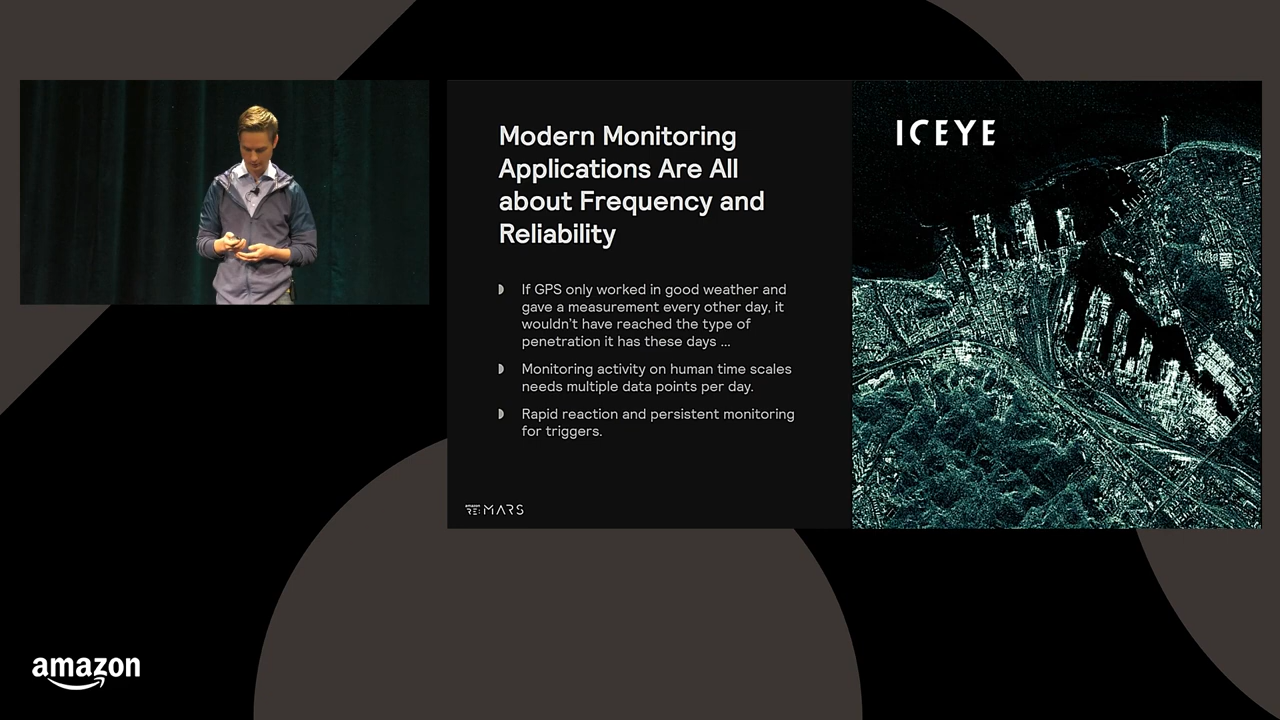 Modern Monitoring
Applications Are All
about Frequency and
Reliability
If GPS only worked in good weather and
gave a measurement every other day, it
wouldn't have reached the type of
penetration it has these days ...
Monitoring activity on human time scales
needs multiple data points per day.
Rapid reaction and persistent monitoring
for triggers.
amazon
RE:MARS
ICEYE
amazon